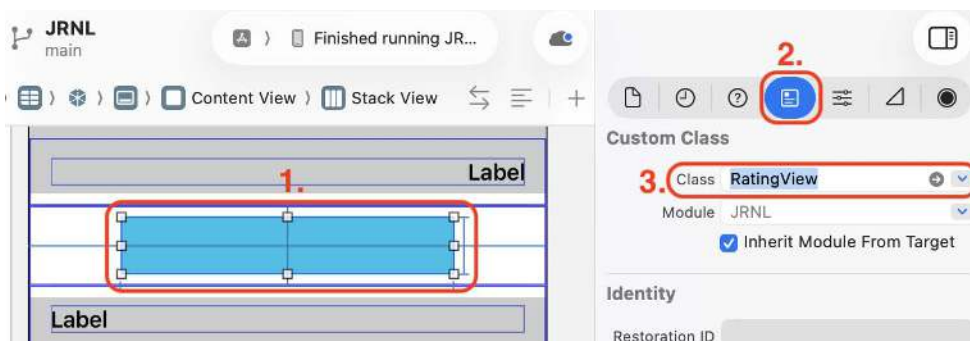 JRNL
main
Finished running JR...
Content View
Stack View
Label
1.
Label
2.
Custom Class
3.
Class RatingView
Module JRNL
Inherit Module From Target
Identity
Restoration ID